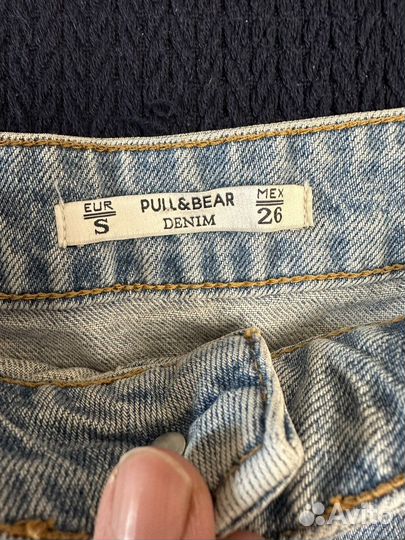 EUR
S
PULL&BEAR
DENIM
MEX
26
Avito